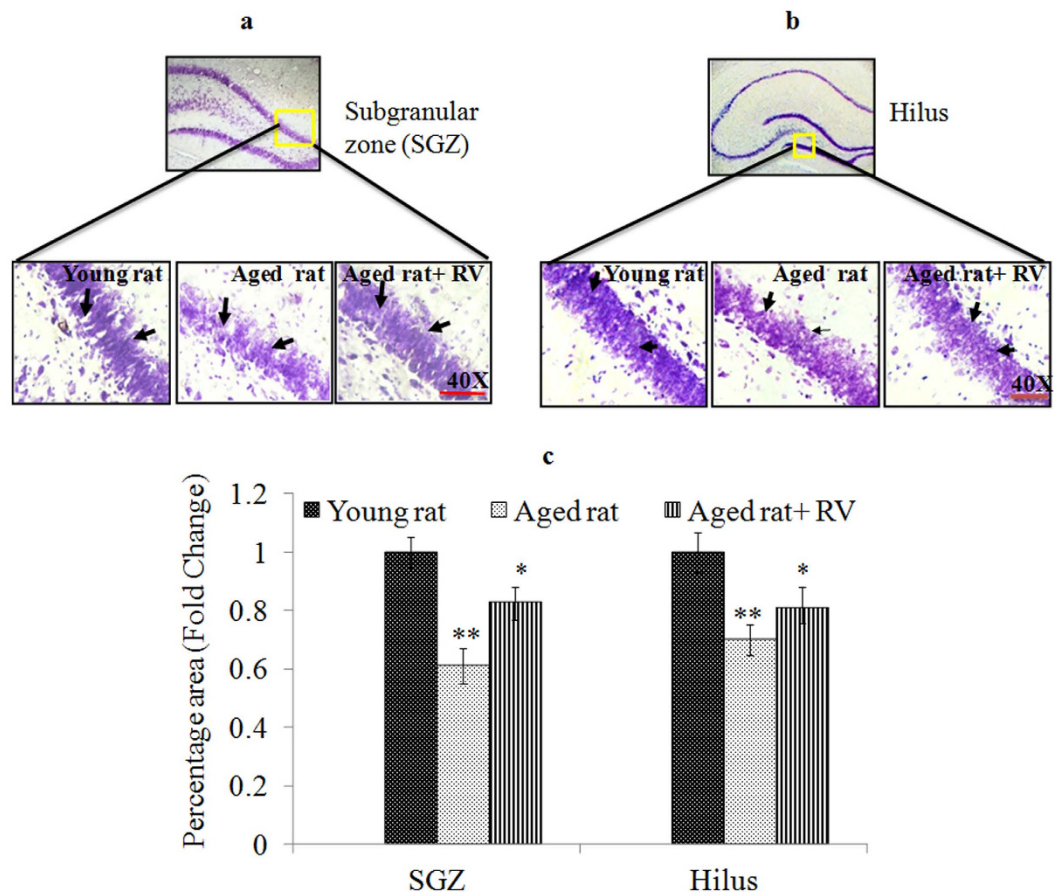 a
b
Subgranular
zone (SGZ)
Hilus
Young rat
Aged rat
Aged rat+ RV
40X
Young rat
Aged rat
Aged rat+ RV
40X
c
Percentage area (Fold Change)
1.2
1
0.8
0.6
0.4
0.2
0
Young rat
Aged rat
Aged rat+ RV
**
*
**
*
SGZ
Hilus